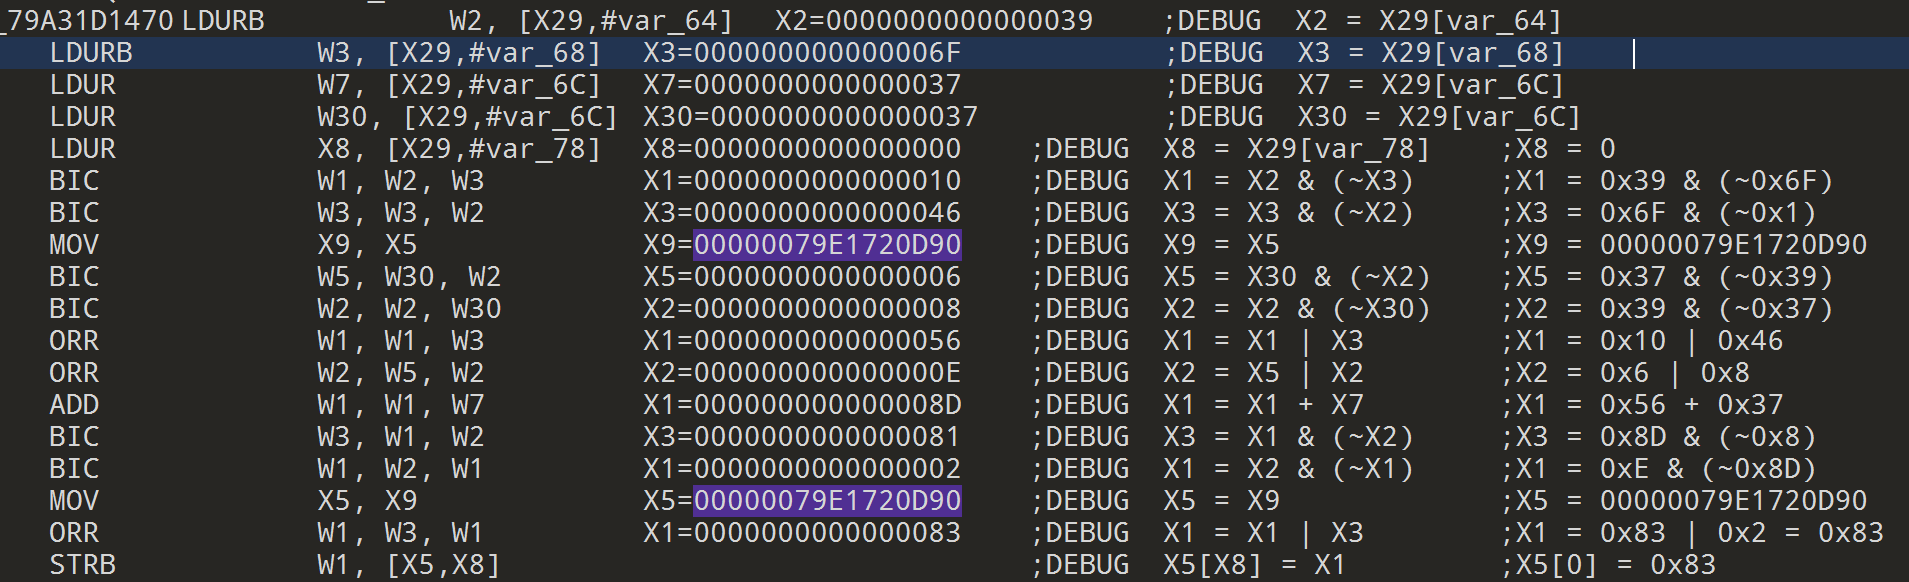 _79A31D1470 LDURB W2, [X29,#var_64] X2=0000000000000039 ;DEBUG X2 = X29[var_64]
LDURB W3, [X29,#var_68] X3=000000000000006F ;DEBUG X3 = X29[var_68]
LDUR W7, [X29,#var_6C] X7=0000000000000037 ;DEBUG X7 = X29[var_6C]
LDUR W30, [X29,#var_6C] X30=0000000000000037 ;DEBUG X30 = X29[var_6C]
LDUR X8, [X29,#var_78] X8=0000000000000000 ;DEBUG X8 = X29[var_78] ;X8 = 0
BIC W1, W2, W3 X1=0000000000000010 ;DEBUG X1 = X2 & (~X3) ;X1 = 0x39 & (~0x6F)
BIC W3, W3, W2 X3=0000000000000046 ;DEBUG X3 = X3 & (~X2) ;X3 = 0x6F & (~0x1)
MOV X9, X5 X9=00000079E1720D90 ;DEBUG X9 = X5 ;X9 = 00000079E1720D90
BIC W5, W30, W2 X5=0000000000000006 ;DEBUG X5 = X30 & (~X2) ;X5 = 0x37 & (~0x39)
BIC W2, W2, W30 X2=0000000000000008 ;DEBUG X2 = X2 & (~X30) ;X2 = 0x39 & (~0x37)
ORR W1, W1, W3 X1=0000000000000056 ;DEBUG X1 = X1 | X3 ;X1 = 0x10 | 0x46
ORR W2, W5, W2 X2=000000000000000E ;DEBUG X2 = X5 | X2 ;X2 = 0x6 | 0x8
ADD W1, W1, W7 X1=000000000000008D ;DEBUG X1 = X1 + X7 ;X1 = 0x56 + 0x37
BIC W3, W1, W2 X3=0000000000000081 ;DEBUG X3 = X1 & (~X2) ;X3 = 0x8D & (~0x8)
BIC W1, W2, W1 X1=0000000000000002 ;DEBUG X1 = X2 & (~X1) ;X1 = 0xE & (~0x8D)
MOV X5, X9 X5=00000079E1720D90 ;DEBUG X5 = X9 ;X5 = 00000079E1720D90
ORR W1, W3, W1 X1=0000000000000083 ;DEBUG X1 = X1 | X3 ;X1 = 0x83 | 0x2 = 0x83
STRB W1, [X5,X8] ;DEBUG X5[X8] = X1 ;X5[0] = 0x83